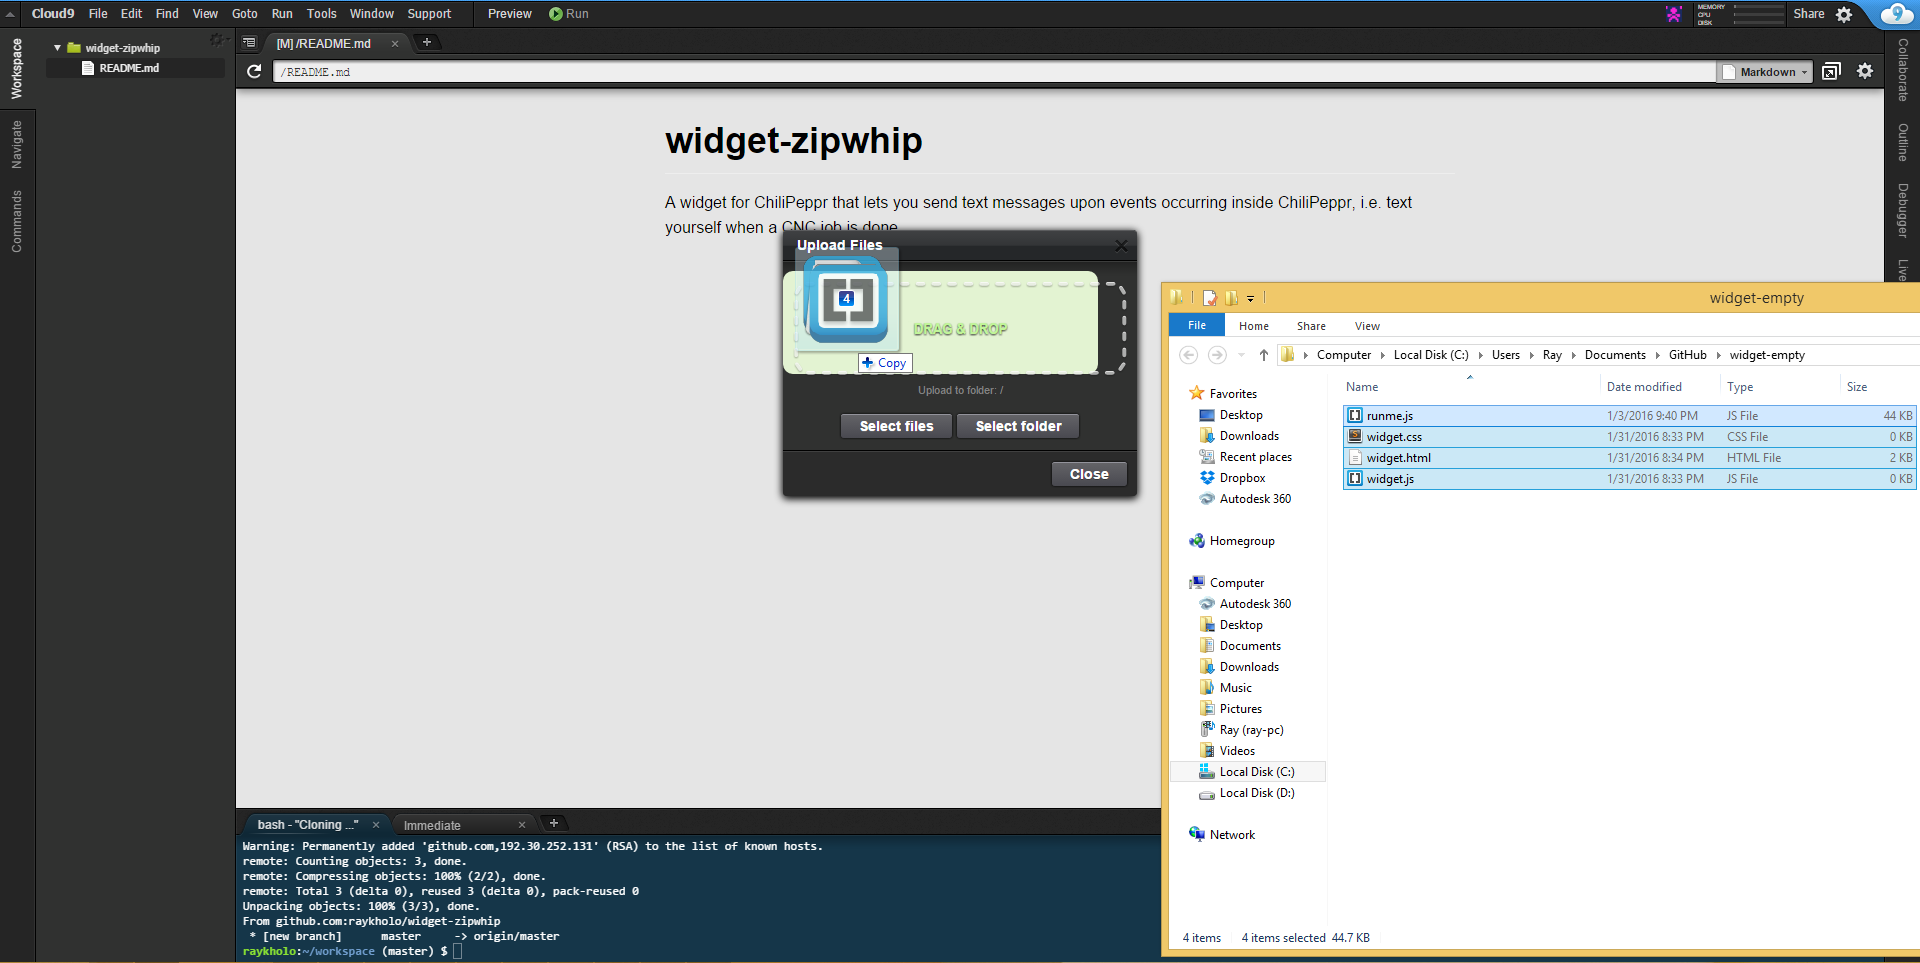 Cloud9 File Edit Find View Goto Run Tools Window Support Preview Run
MEMORY
CPU
DISK
Share
9
Workspace
Navigate
Commands
widget-zipwhip
README.md
[M] /README.md
/README.md
Markdown
Collaborate
Outline
Debugger
Live
widget-zipwhip
A widget for ChiliPeppr that lets you send text messages upon events occurring inside ChiliPeppr, i.e. text
yourself when a CNC job is done
Upload Files
4
DRAG & DROP
Copy
Upload to folder: /
Select files
Select folder
Close
widget-empty
File Home Share View
Computer Local Disk (C:) Users Ray Documents GitHub widget-empty
Name Date modified Type Size
runme.js 1/3/2016 9:40 PM JS File 44 KB
widget.css 1/31/2016 8:33 PM CSS File 0 KB
widget.html 1/31/2016 8:34 PM HTML File 2 KB
widget.js 1/31/2016 8:33 PM JS File 0 KB
Favorites
Desktop
Downloads
Recent places
Dropbox
Autodesk 360
Homegroup
Computer
Autodesk 360
Desktop
Documents
Downloads
Music
Pictures
Ray (ray-pc)
Videos
Local Disk (C:)
Local Disk (D:)
Network
4 items 4 items selected 44.7 KB
bash - "Cloning ..."
Immediate
Warning: Permanently added 'github.com,192.30.252.131' (RSA) to the list of known hosts.
remote: Counting objects: 3, done.
remote: Compressing objects: 100% (2/2), done.
remote: Total 3 (delta 0), reused 3 (delta 0), pack-reused 0
Unpacking objects: 100% (3/3), done.
From github.com:raykholo/widget-zipwhip
* [new branch] master -> origin/master
raykholo:~/workspace (master) $